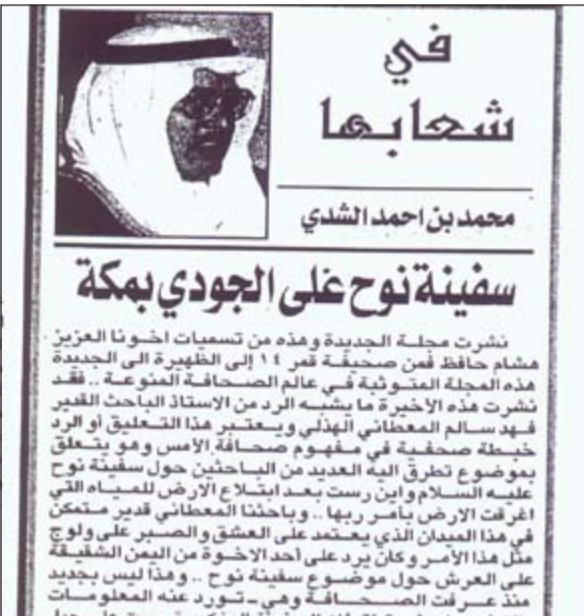 في
شعابها
محمد بن احمد الشدي
سفينة نوح على الجودي بمكة
نشرت مجلة الجديدة وهذه من تسميات اخونا العزيز
هشام حافظ فمن صحيفة قمر ١٤ إلى الظهيرة الى الجديدة
هذه المجلة المتوثبة في عالم الصحافة المنوعة .. فقد
نشرت هذه الأخيرة ما يشبه الرد من الاستاذ الباحث القدير
فهد سالم المعطاني الهذلي ويعتبر هذا التعليق أو الرد
خبطة صحفية في مفهوم صحافة الأمس وهو يتعلق
بموضوع تطرق اليه العديد من الباحثين حول سفينة نوح
عليه السلام واين رست بعد ابتلاع الارض للمياه التي
اغرقت الارض بأمر ربها .. وباحثنا المعطاني قدير متمكن
في هذا الميدان الذي يعتمد على العشق والصبر على ولوج
مثل هذا الأمر وكان يرد على أحد الاخوة من اليمن الشقيقة
على العرش حول موضوع سفينة نوح .. وهذا ليس بجديد
منذ عرفت الصحافة وهي - تورد عنه المعلومات